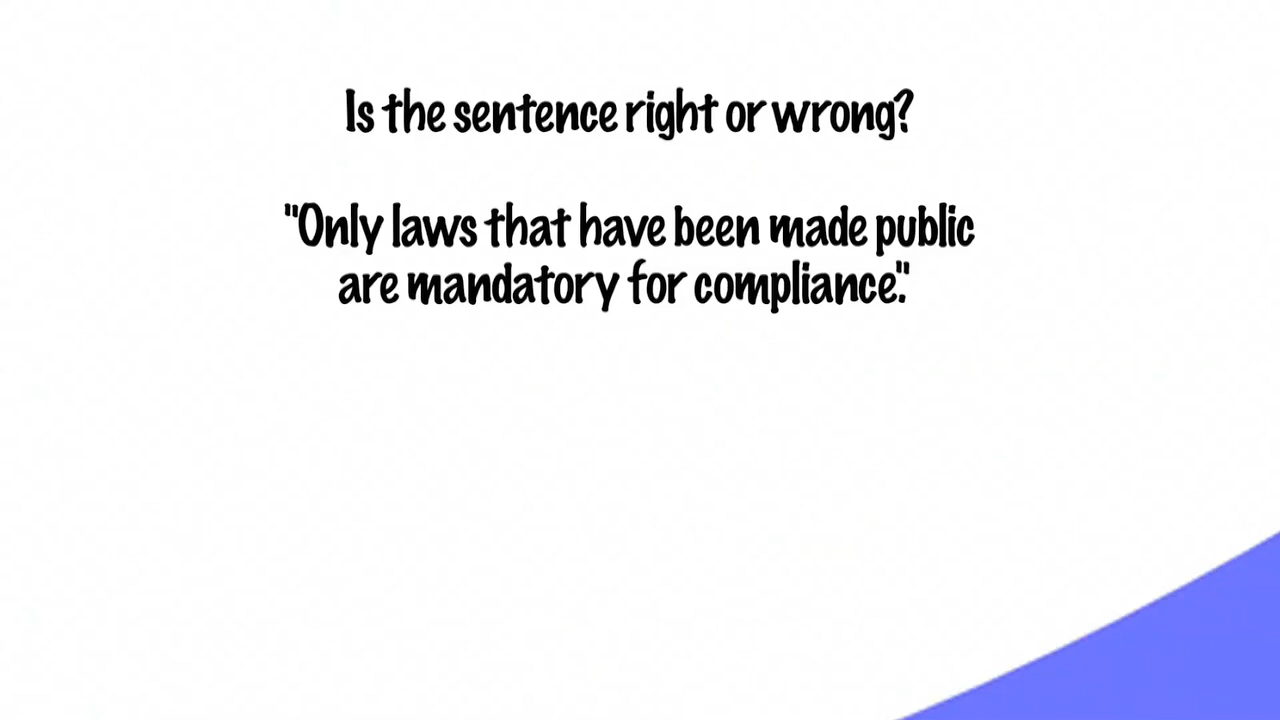 Is the sentence right or wrong?
"Only laws that have been made public
are mandatory for compliance."